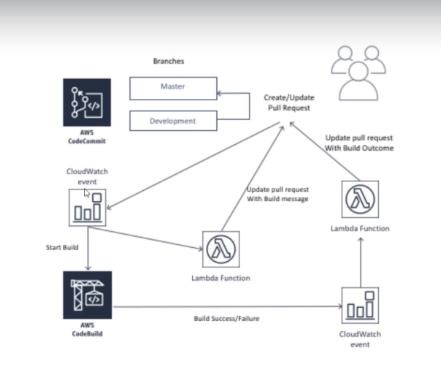 Branches
Master
Development
AWS
CodeCommit
Create/Update
Pull Request
Update pull request
With Build Outcome
CloudWatch
event
Update pull request
With Build message
Lambda Function
Start Build
Lambda Function
AWS
CodeBuild
Build Success/Failure
CloudWatch
event